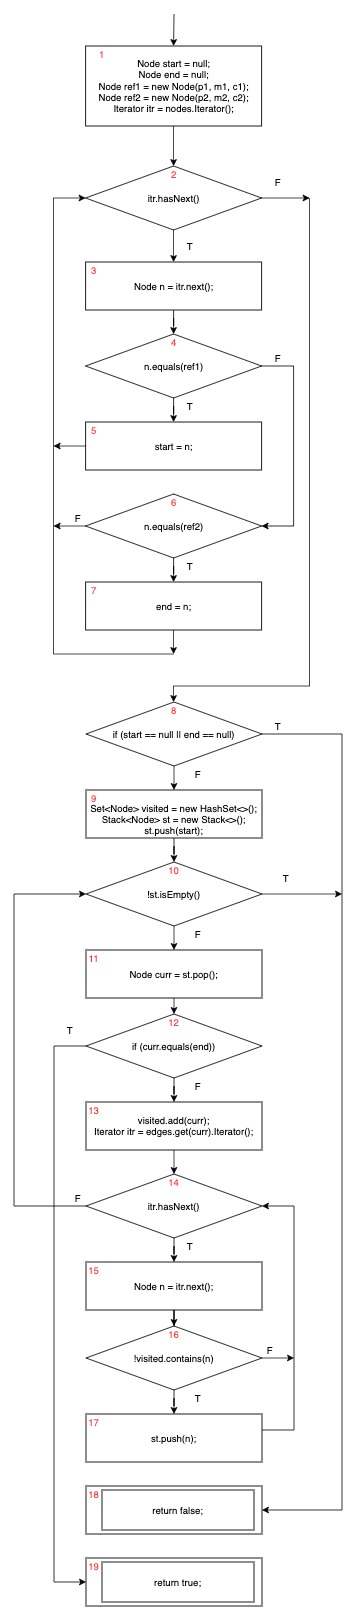 1
Node start = null;
Node end = null;
Node ref1 = new Node(p1, m1, c1);
Node ref2 = new Node(p2, m2, c2);
Iterator itr = nodes.Iterator();
2
F
itr.hasNext()
T
3
Node n = itr.next();
4
F
n.equals(ref1)
T
5
start = n;
6
F
n.equals(ref2)
T
7
end = n;
8
T
if (start == null || end == null)
F
9
Set<Node> visited = new HashSet<>();
Stack<Node> st = new Stack<>();
st.push(start);
10
T
!st.isEmpty()
F
11
Node curr = st.pop();
12
T
if (curr.equals(end))
F
13
visited.add(curr);
Iterator itr = edges.get(curr).Iterator();
14
F
itr.hasNext()
T
15
Node n = itr.next();
16
F
!visited.contains(n)
T
17
st.push(n);
18
return false;
19
return true;